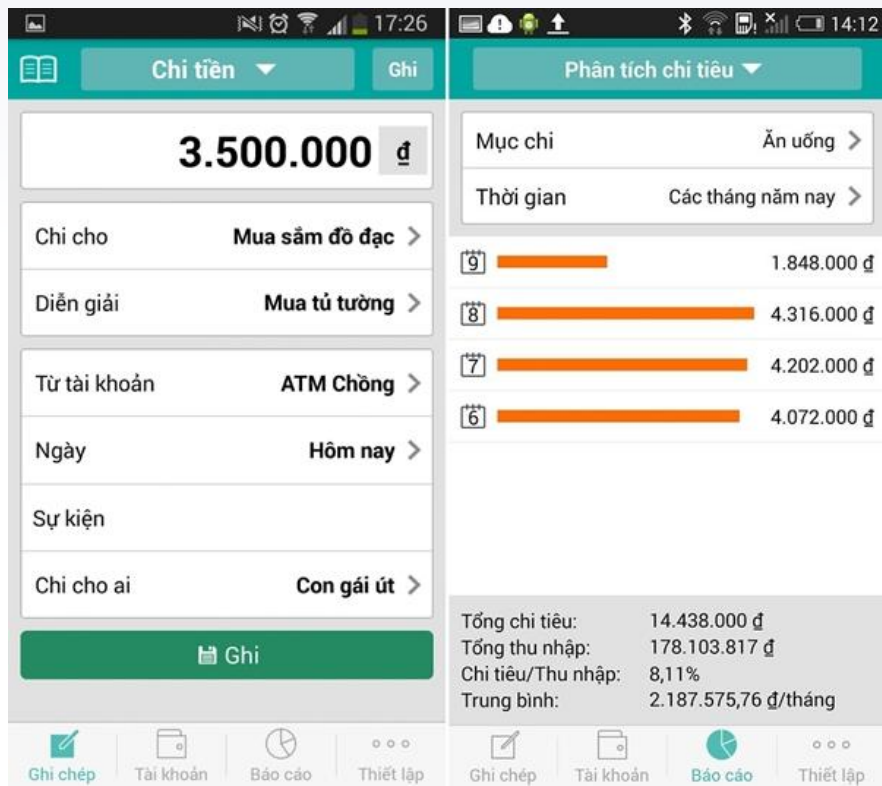 17:26
Chi tiền
Ghi
3.500.000 ₫
Chi cho Mua sắm đồ đạc
Diễn giải Mua tủ tường
Từ tài khoản ATM Chồng
Ngày Hôm nay
Sự kiện
Chi cho ai Con gái út
Ghi
Ghi chép Tài khoản Báo cáo Thiết lập
14:12
Phân tích chi tiêu
Mục chi Ăn uống
Thời gian Các tháng năm nay
9 1.848.000 ₫
8 4.316.000 ₫
7 4.202.000 ₫
6 4.072.000 ₫
Tổng chi tiêu: 14.438.000 ₫
Tổng thu nhập: 178.103.817 ₫
Chi tiêu/Thu nhập: 8,11%
Trung bình: 2.187.575,76 ₫/tháng
Ghi chép Tài khoản Báo cáo Thiết lập